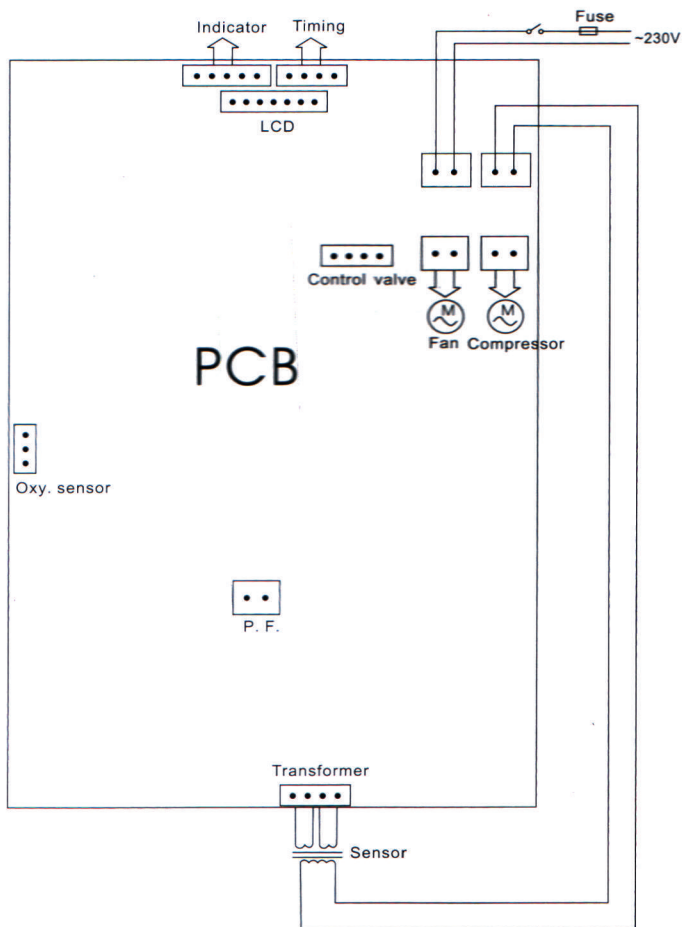 Indicator Timing
Fuse
~230V
LCD
Control valve
M M
Fan Compressor
PCB
Oxy. sensor
P. F.
Transformer
Sensor